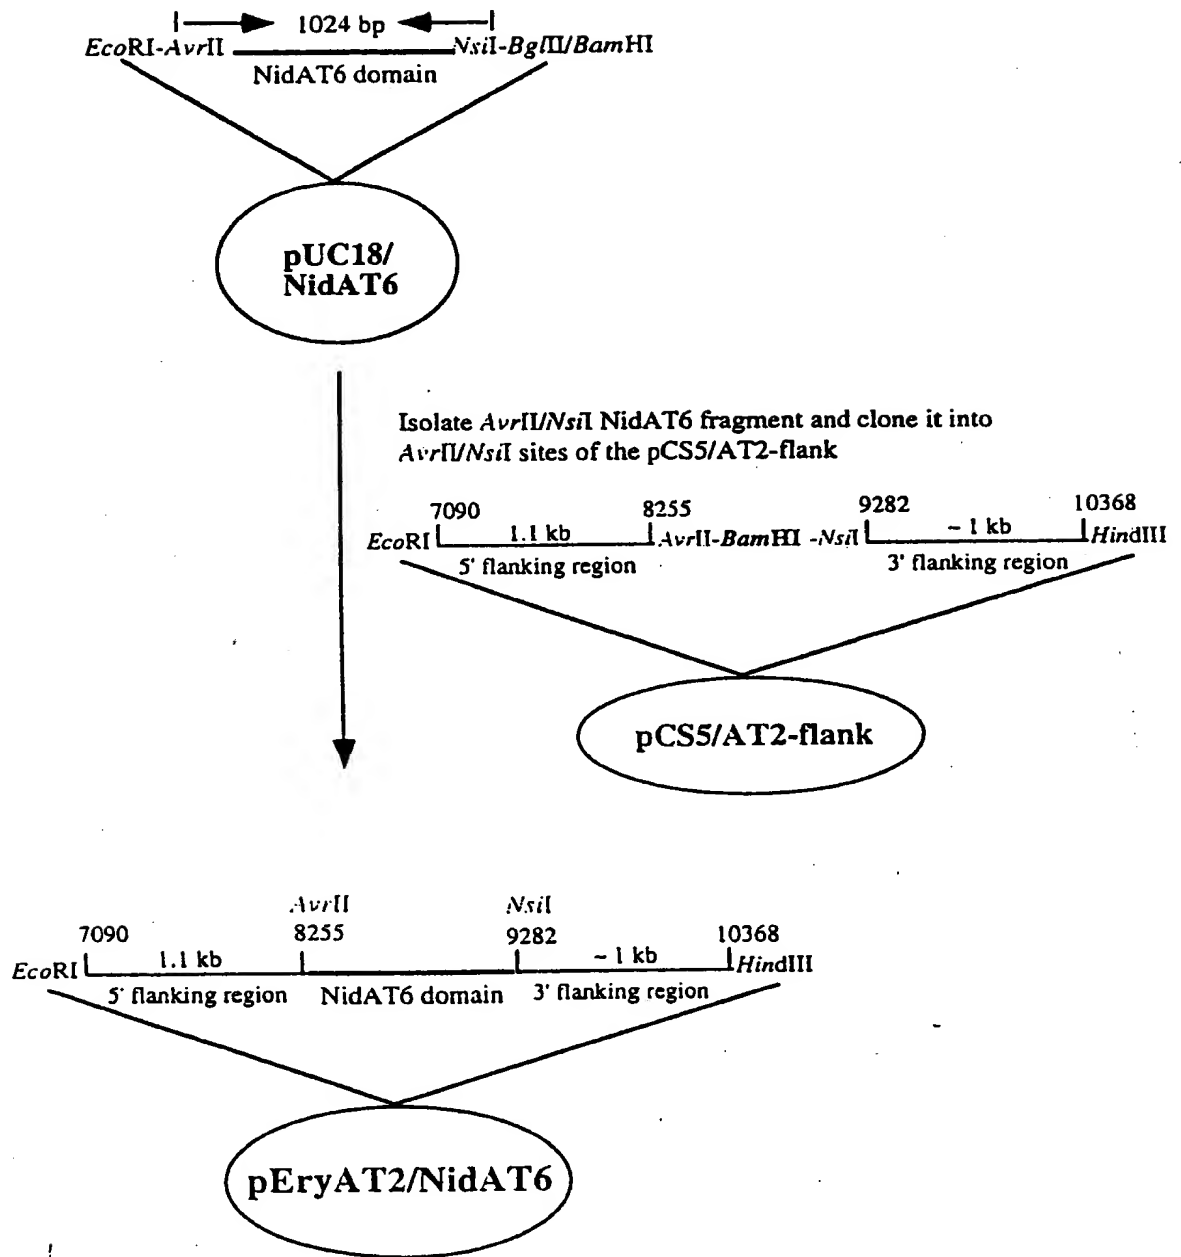 1024 bp
EcoRI-AvrII NsiI-BglII/BamHI
NidAT6 domain
pUC18/
NidAT6
Isolate AvrII/NsiI NidAT6 fragment and clone it into
AvrII/NsiI sites of the pCS5/AT2-flank
7090 8255 9282 10368
EcoRI 1.1 kb AvrII-BamHI -NsiI ~ 1 kb HindIII
5' flanking region 3' flanking region
pCS5/AT2-flank
AvrII NsiI
7090 8255 9282 10368
EcoRI 1.1 kb ~ 1 kb HindIII
5' flanking region NidAT6 domain 3' flanking region
pEryAT2/NidAT6